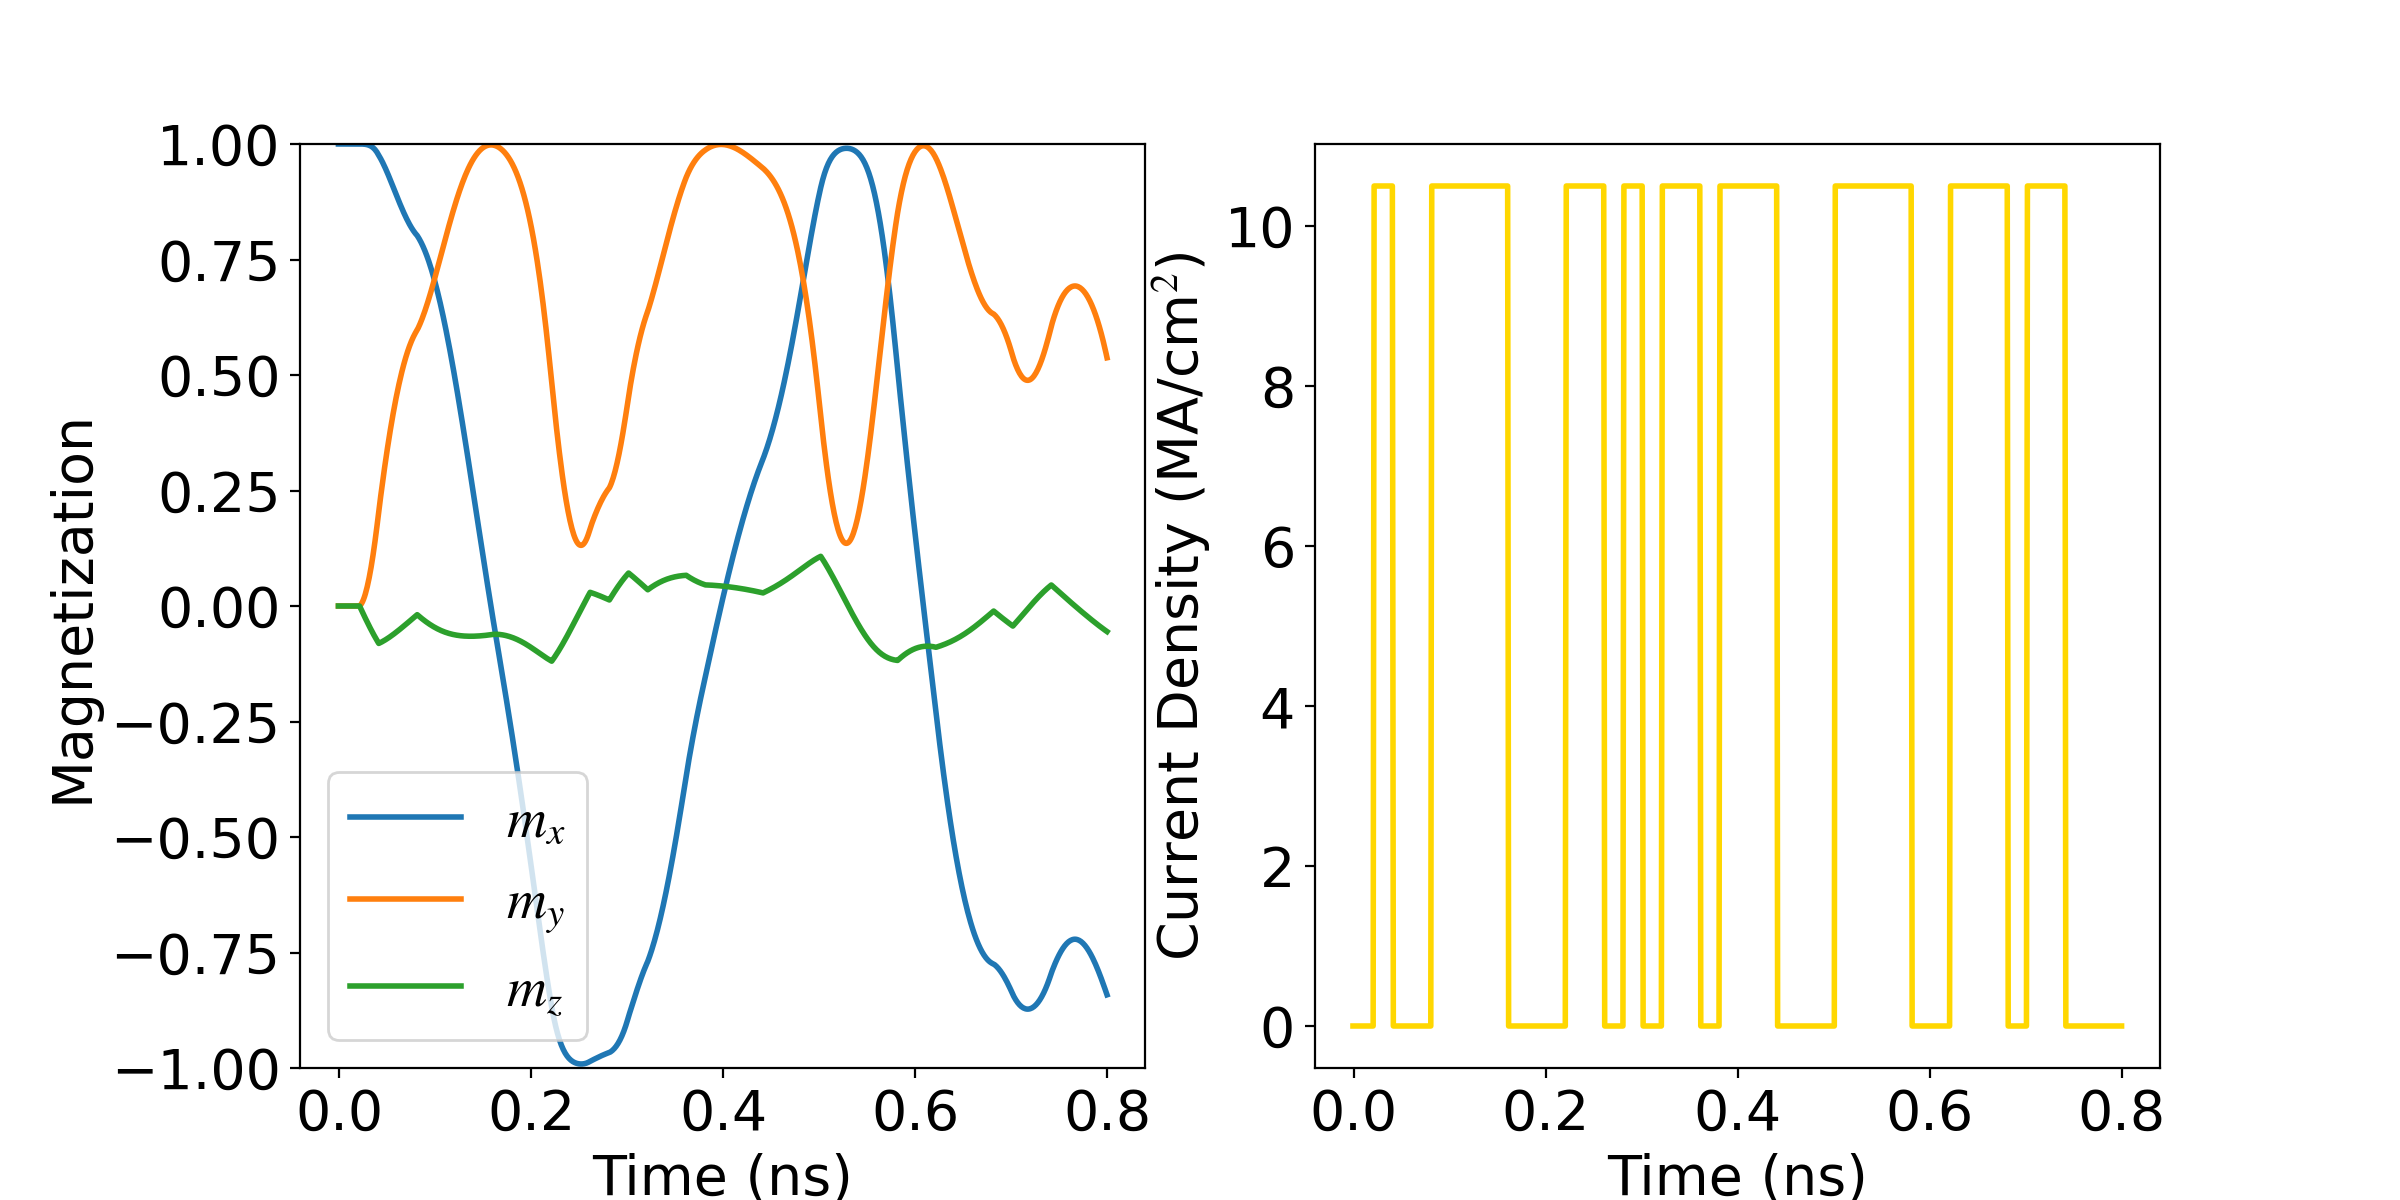 1.00
0.75
0.50
0.25
0.00
−0.25
−0.50
−0.75
−1.00
Magnetization
0.0 0.2 0.4 0.6 0.8
Time (ns)
m_x
m_y
m_z
10
8
6
4
2
0
Current Density (MA/cm²)
0.0 0.2 0.4 0.6 0.8
Time (ns)